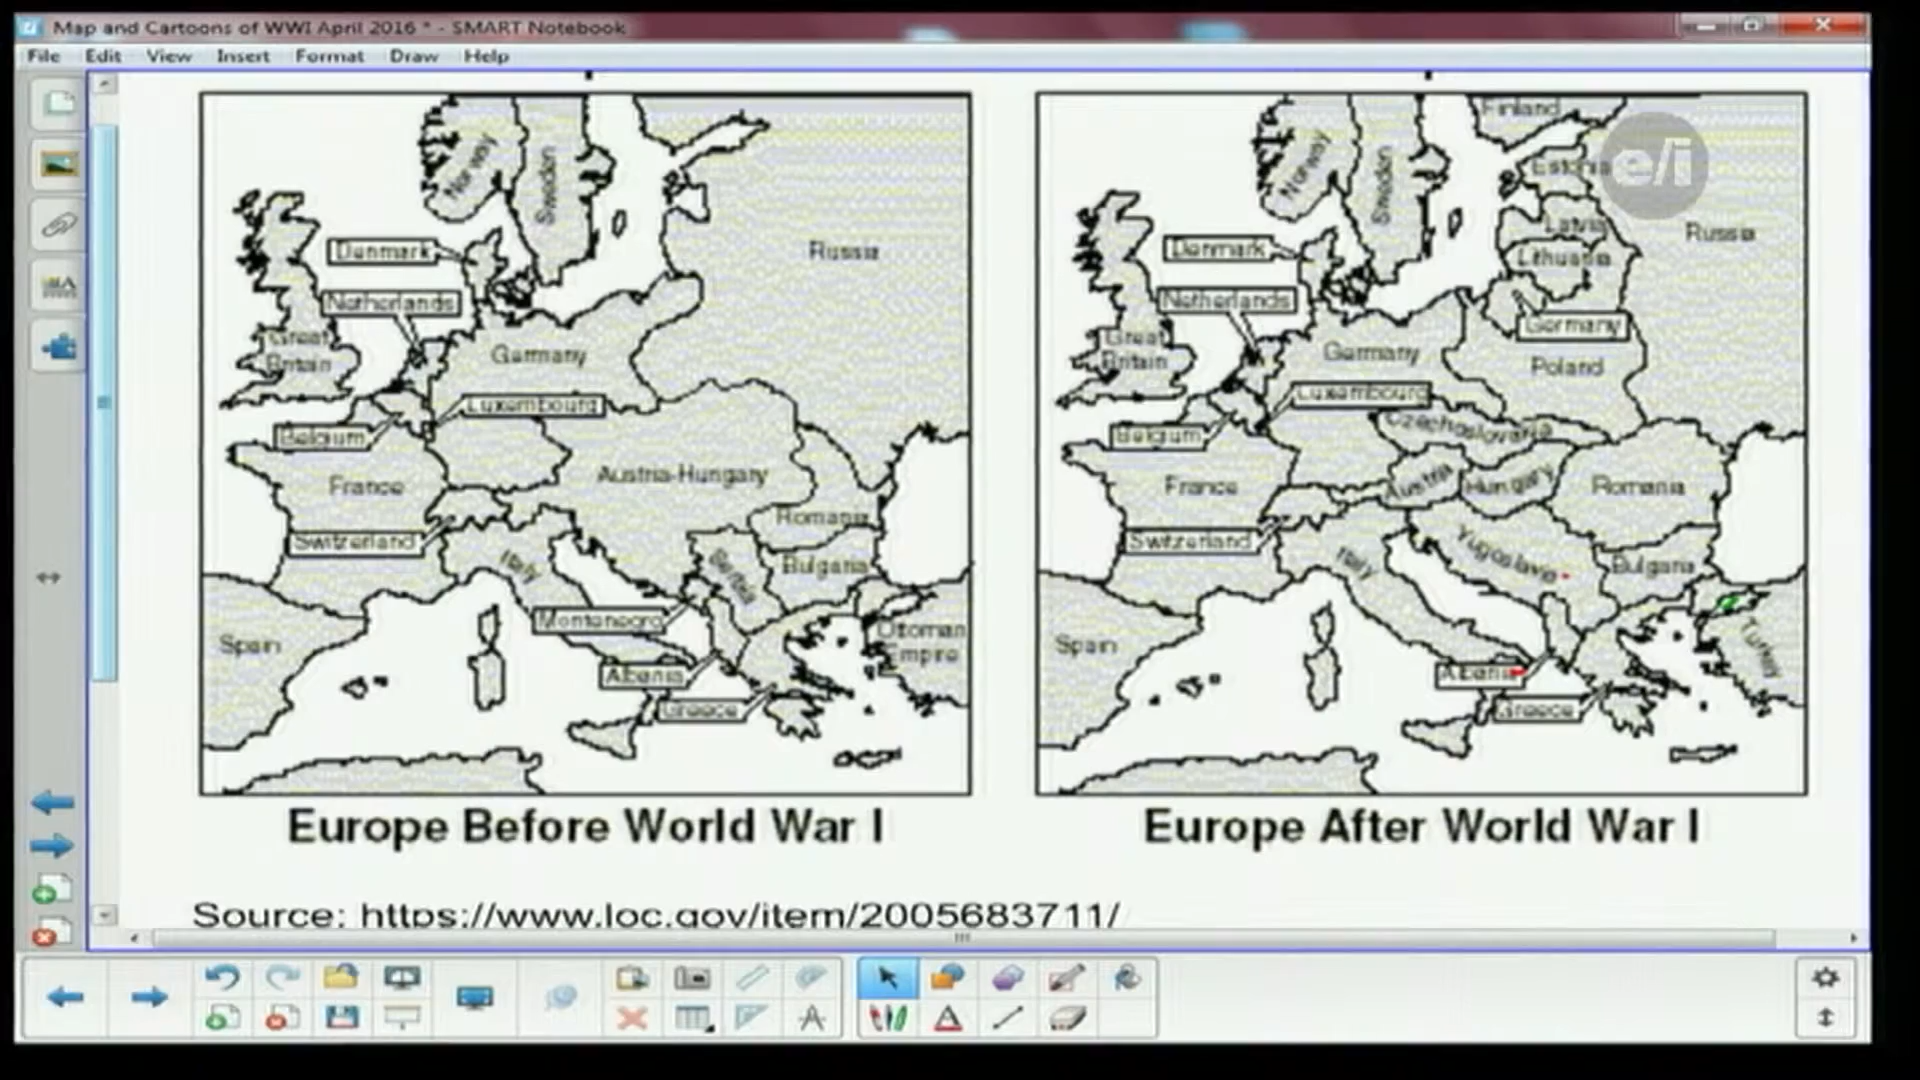 Map and Cartoons of WWI April 2016 * - SMART Notebook
File Edit View Insert Format Draw Help
Norway
Sweden
Denmark
Russia
Netherlands
Great
Britain
Germany
Luxembourg
Belgium
Austria-Hungary
France
Romania
Switzerland
Italy
Serbia
Bulgaria
Montenegro
Ottoman
Empire
Spain
Albania
Greece
Europe Before World War I
Finland
Norway
Sweden
Estonia
e/i
Latvia
Russia
Denmark
Lithuania
Netherlands
Germany
Great
Britain
Germany
Poland
Luxembourg
Czechoslovakia
Belgium
Austria
Hungary
France
Romania
Switzerland
Italy
Yugoslavia
Bulgaria
Turkey
Spain
Albania
Greece
Europe After World War I
Source: https://www.loc.gov/item/2005683711/